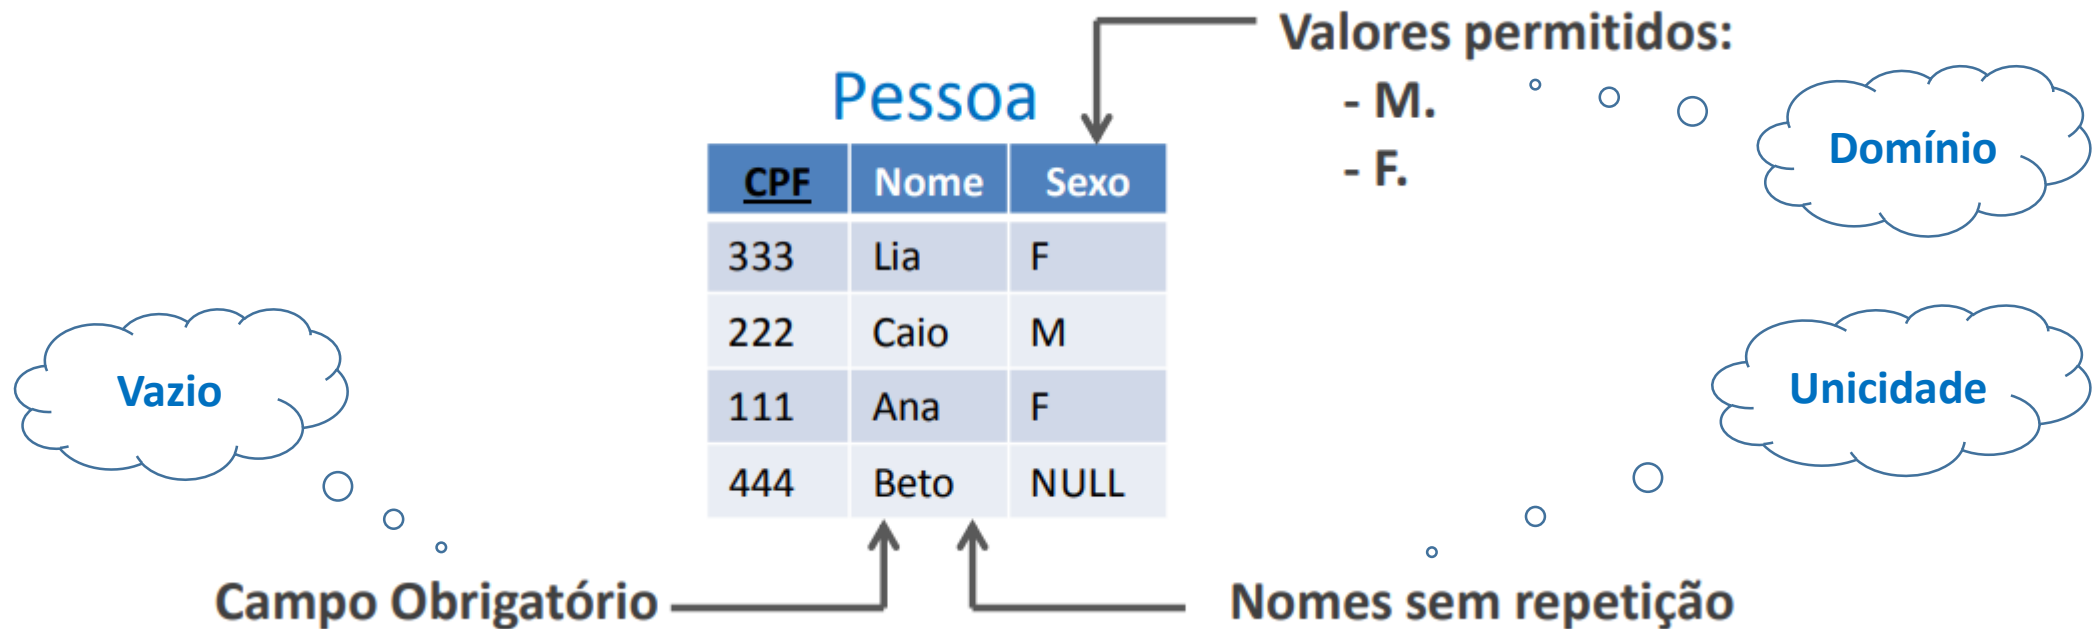 Valores permitidos:
- M.
- F.
Domínio
Pessoa
CPF Nome Sexo
333 Lia F
222 Caio M
111 Ana F
444 Beto NULL
Vazio
Unicidade
Campo Obrigatório
Nomes sem repetição